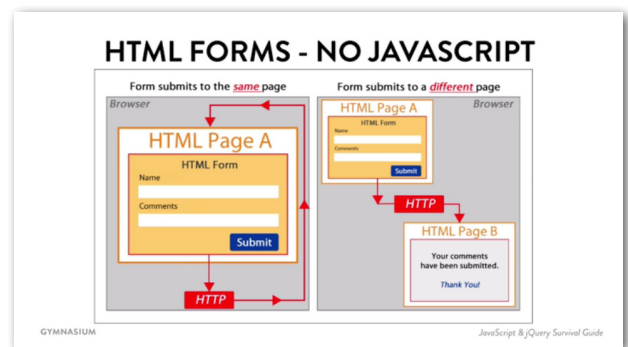 HTML FORMS - NO JAVASCRIPT
Form submits to the same page
Browser
HTML Page A
HTML Form
Name
Comments
Submit
HTTP
Form submits to a different page
Browser
HTML Page A
HTML Form
Name
Comments
Submit
HTTP
HTML Page B
Your comments
have been submitted.
Thank You!
GYMNASIUM
JavaScript & jQuery Survival Guide